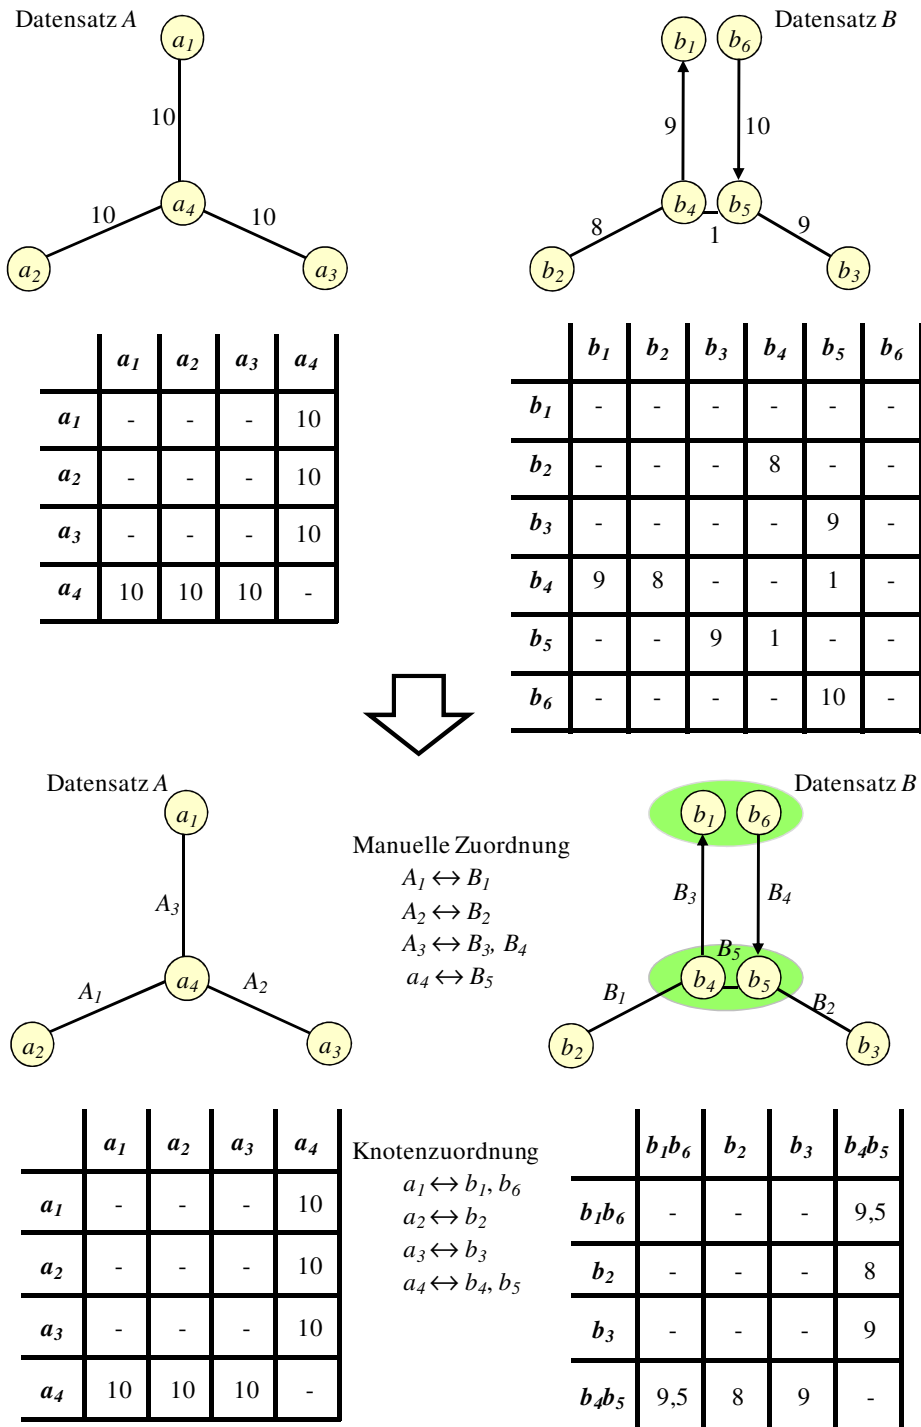 Datensatz A
Datensatz B
a1
b1 b6
10
9 10
a4
b4 b5
10 10
8 1 9
a2 a3
b2 b3
a1 a2 a3 a4
a1 - - - 10
a2 - - - 10
a3 - - - 10
a4 10 10 10 -
b1 b2 b3 b4 b5 b6
b1 - - - - - -
b2 - - - 8 - -
b3 - - - - 9 -
b4 9 8 - - 1 -
b5 - - 9 1 - -
b6 - - - - 10 -
Datensatz A
Datensatz B
a1
b1 b6
A3
B3 B4
a4
B5
b4 b5
A1 A2
B1 B2
a2 a3
b2 b3
Manuelle Zuordnung
A1 ↔ B1
A2 ↔ B2
A3 ↔ B3, B4
a4 ↔ B5
a1 a2 a3 a4
a1 - - - 10
a2 - - - 10
a3 - - - 10
a4 10 10 10 -
Knotenzuordnung
a1 ↔ b1, b6
a2 ↔ b2
a3 ↔ b3
a4 ↔ b4, b5
b1b6 b2 b3 b4b5
b1b6 - - - 9,5
b2 - - - 8
b3 - - - 9
b4b5 9,5 8 9 -